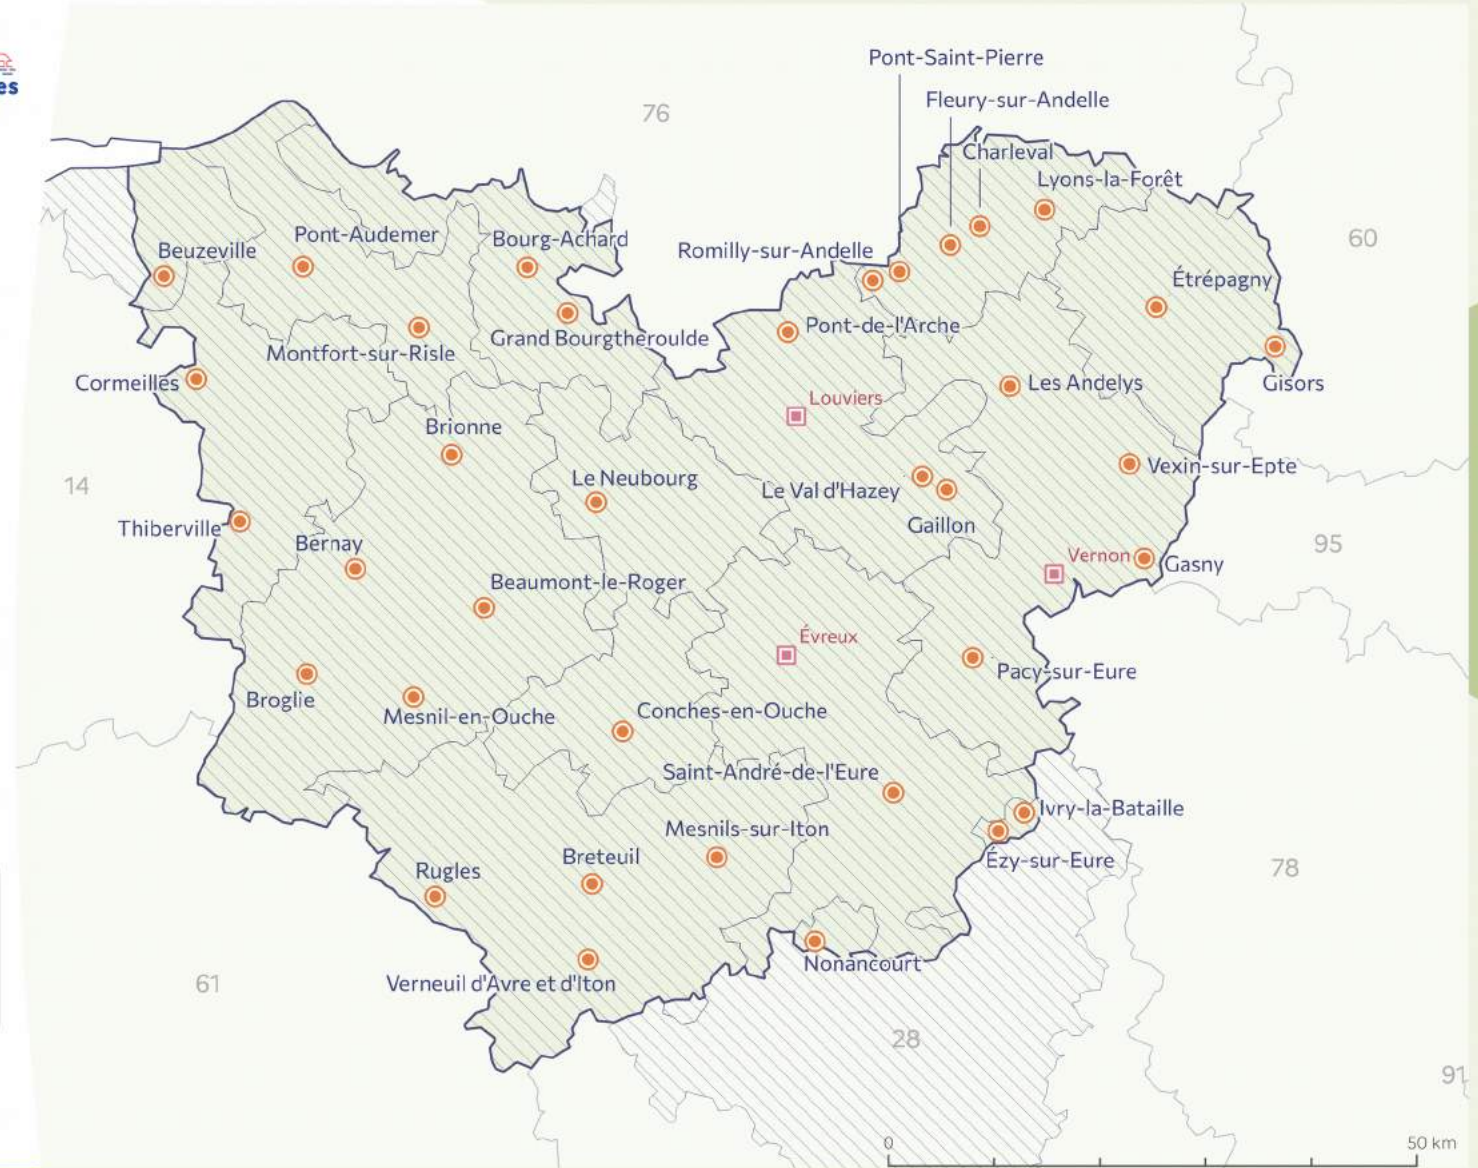 es
Pont-Saint-Pierre
Fleury-sur-Andelle
76
Charleval
Lyons-la-Forêt
Beuzeville
Pont-Audemer
Bourg-Achard
Romilly-sur-Andelle
60
Étrépagny
Pont-de-l'Arche
Grand Bourgtheroulde
Montfort-sur-Risle
Cormeilles
Les Andelys
Gisors
Louviers
Brionne
Vexin-sur-Epte
Le Neubourg
Le Val d'Hazey
14
Gaillon
Thiberville
Bernay
95
Vernon
Gasny
Beaumont-le-Roger
Évreux
Pacy-sur-Eure
Broglie
Mesnil-en-Ouche
Conches-en-Ouche
Saint-André-de-l'Eure
Ivry-la-Bataille
Mesnils-sur-Iton
Breteuil
Ézy-sur-Eure
78
Rugles
Nonancourt
Verneuil d'Avre et d'Iton
61
28
91
0
50 km